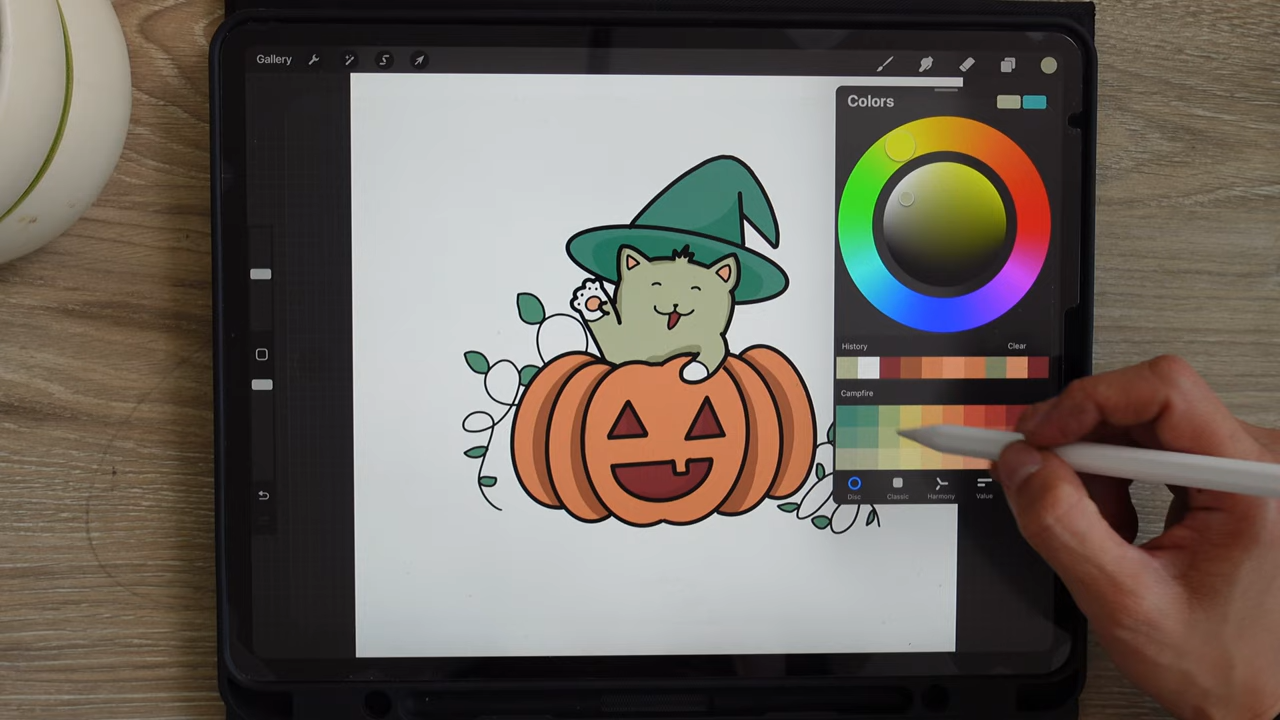 Gallery
Colors
History Clear
Campfire
Disc Classic Harmony Value